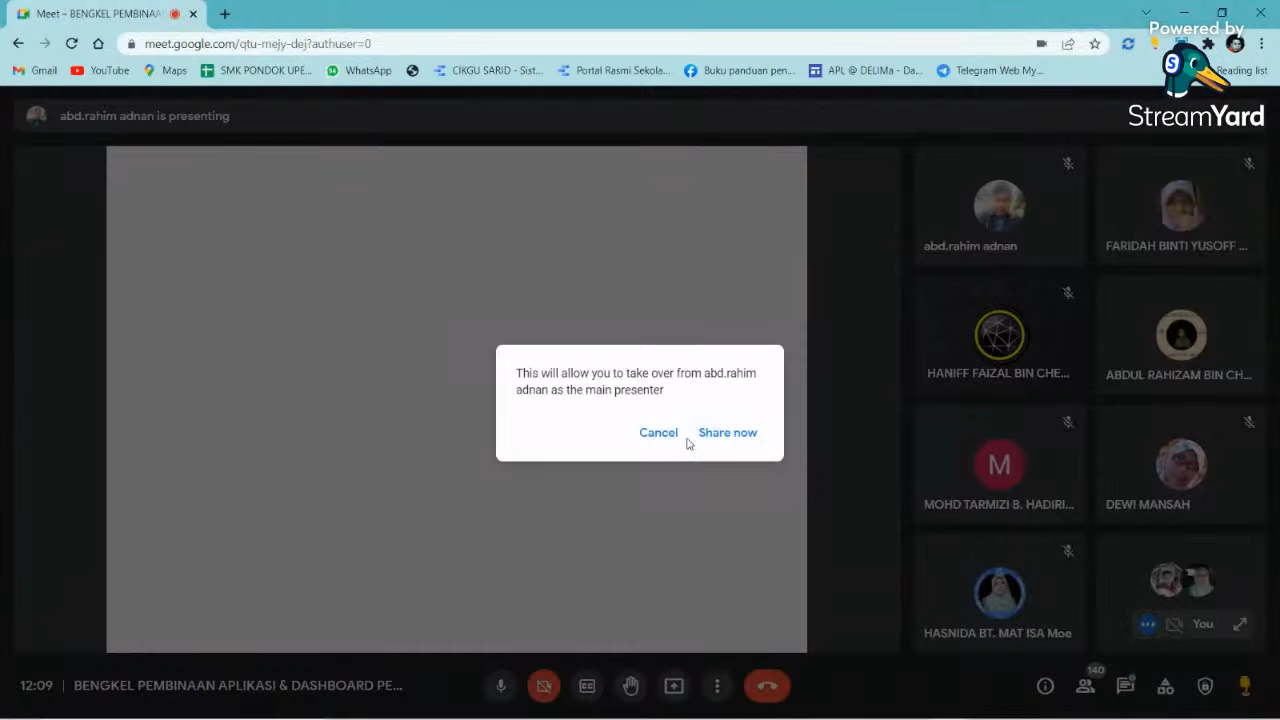 Meet – BENGKEL PEMBINAA
meet.google.com/qtu-mejy-dej?authuser=0
Powered by
StreamYard
Gmail YouTube Maps SMK PONDOK UPE... WhatsApp CIKGU SARID - Sist... Portal Rasmi Sekola... Buku panduan pen... APL @ DELIMa - Da... Telegram Web My... Reading list
abd.rahim adnan is presenting
abd.rahim adnan
FARIDAH BINTI YUSOFF ...
HANIFF FAIZAL BIN CHE...
ABDUL RAHIZAM BIN CH...
This will allow you to take over from abd.rahim
adnan as the main presenter
Cancel Share now
M
MOHD TARMIZI B. HADIRI...
DEWI MANSAH
HASNIDA BT. MAT ISA Moe
You
12:09 | BENGKEL PEMBINAAN APLIKASI & DASHBOARD PE...
140